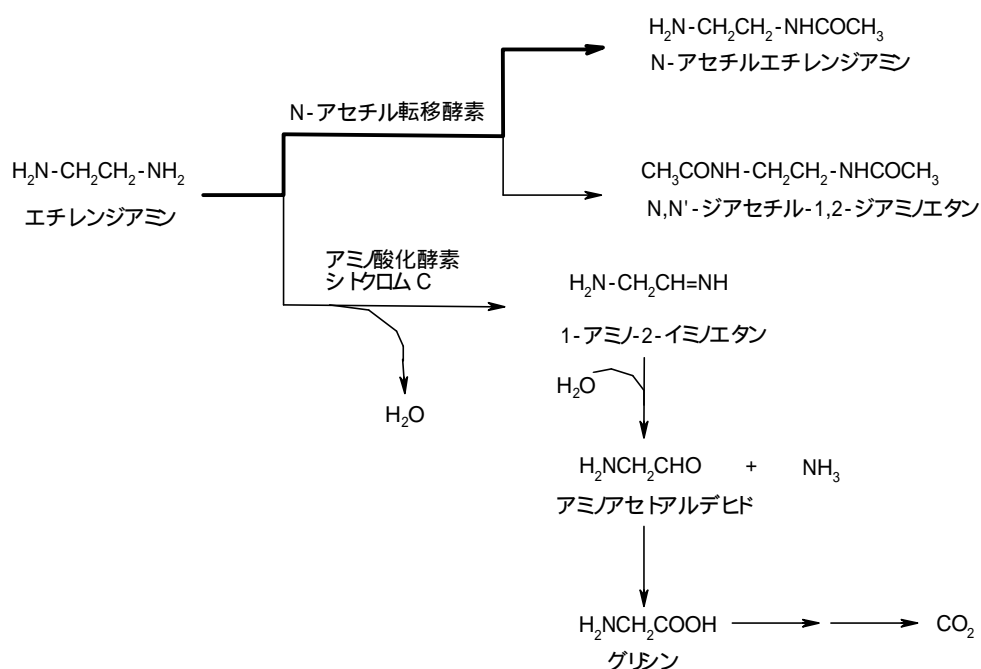 H₂N-CH₂CH₂-NHCOCH₃
N-アセチルエチレンジアミン
N-アセチル転移酵素
H₂N-CH₂CH₂-NH₂
エチレンジアミン
CH₃CONH-CH₂CH₂-NHCOCH₃
N,N'-ジアセチル-1,2-ジアミノエタン
アミノ酸化酵素
シトクロム C
H₂N-CH₂CH=NH
1-アミノ-2-イミノエタン
H₂O
H₂O
H₂NCH₂CHO + NH₃
アミノアセトアルデヒド
H₂NCH₂COOH
CO₂
グリシン